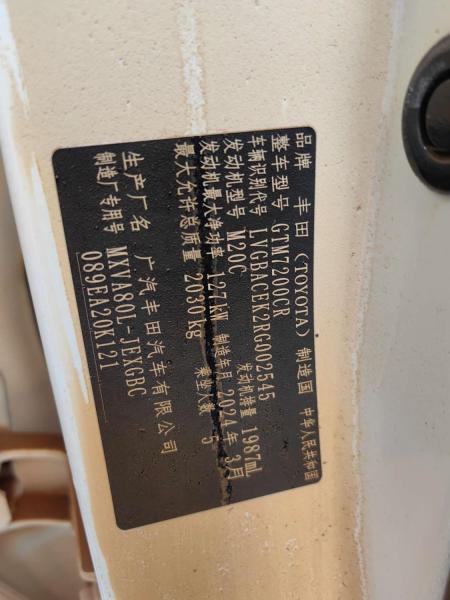 品牌 丰田(TOYOTA) 制造国 中华人民共和国
整车型号 GTM7200CR
车辆识别代号 LVGBACEK2RG002545
发动机型号 M20C 发动机排量 1987mL
发动机最大净功率 127kW 制造年月 2024年 3月
最大允许总质量 2030kg 乘坐人数 5
生产厂名 广汽丰田汽车有限公司
制造厂专用号 MXVA80L-JEXGBC
089EA20K121